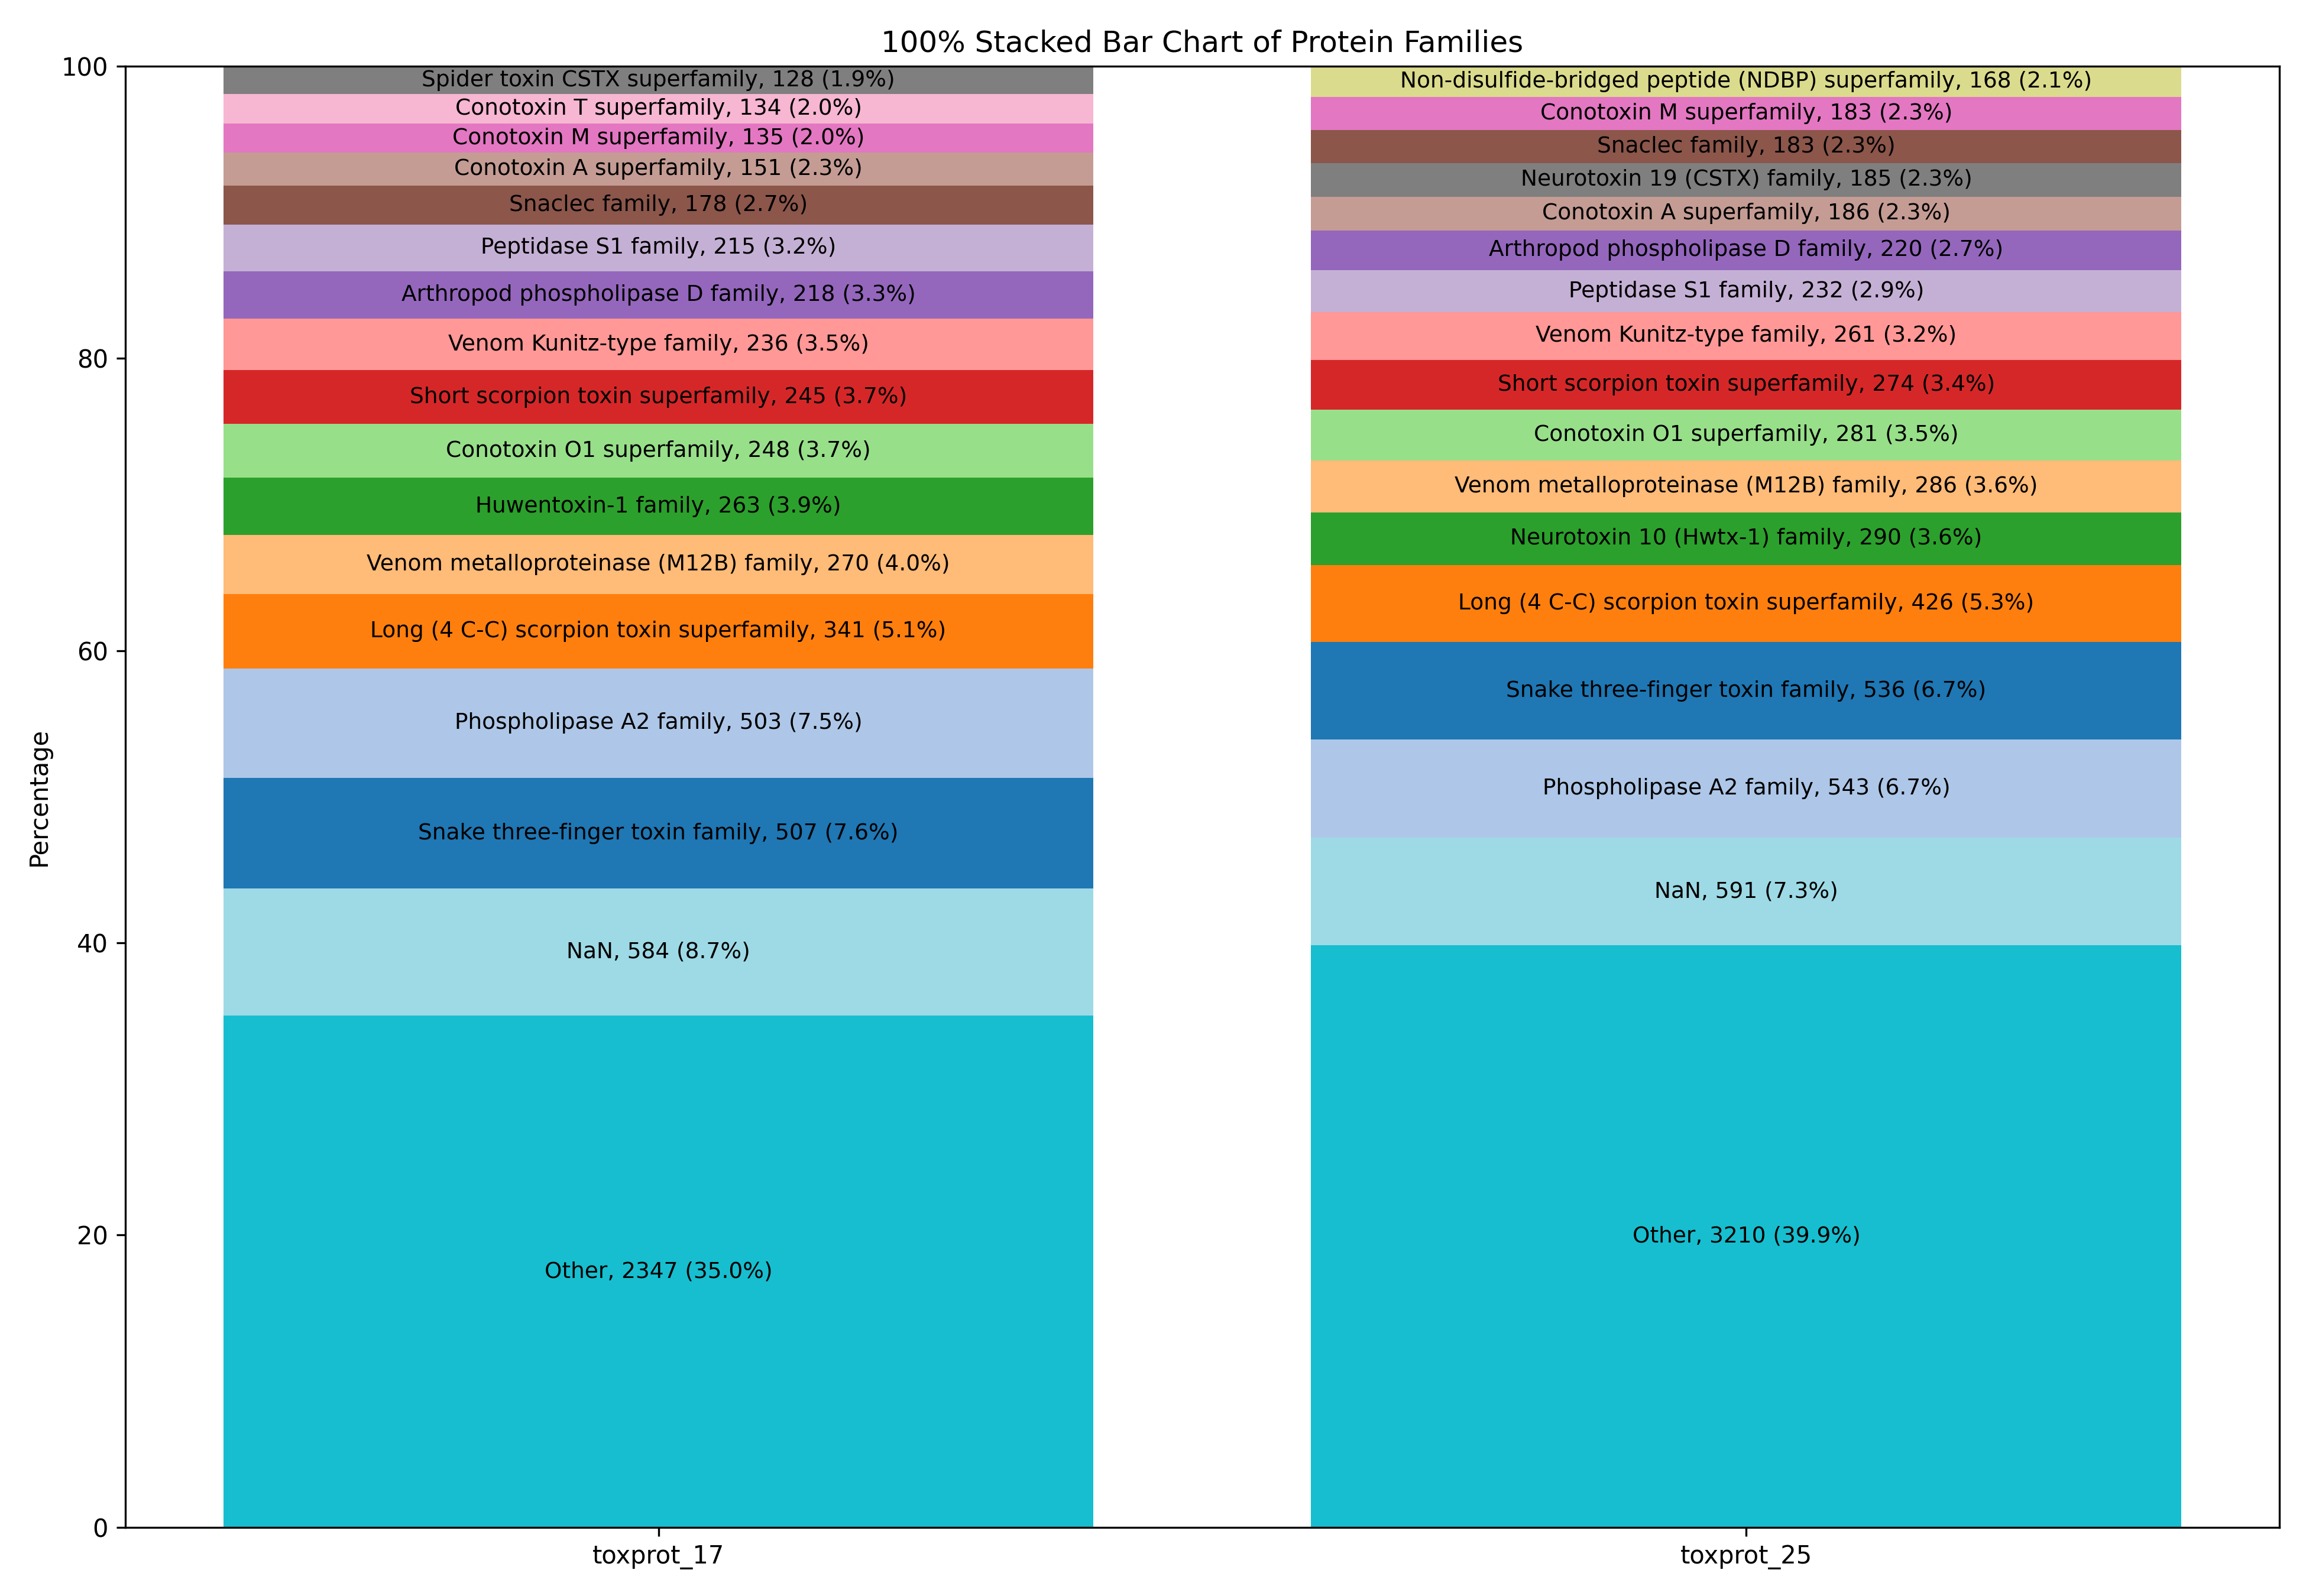 100% Stacked Bar Chart of Protein Families
Percentage
100
80
60
40
20
0
Spider toxin CSTX superfamily, 128 (1.9%)
Conotoxin T superfamily, 134 (2.0%)
Conotoxin M superfamily, 135 (2.0%)
Conotoxin A superfamily, 151 (2.3%)
Snaclec family, 178 (2.7%)
Peptidase S1 family, 215 (3.2%)
Arthropod phospholipase D family, 218 (3.3%)
Venom Kunitz-type family, 236 (3.5%)
Short scorpion toxin superfamily, 245 (3.7%)
Conotoxin O1 superfamily, 248 (3.7%)
Huwentoxin-1 family, 263 (3.9%)
Venom metalloproteinase (M12B) family, 270 (4.0%)
Long (4 C-C) scorpion toxin superfamily, 341 (5.1%)
Phospholipase A2 family, 503 (7.5%)
Snake three-finger toxin family, 507 (7.6%)
NaN, 584 (8.7%)
Other, 2347 (35.0%)
toxprot_17
Non-disulfide-bridged peptide (NDBP) superfamily, 168 (2.1%)
Conotoxin M superfamily, 183 (2.3%)
Snaclec family, 183 (2.3%)
Neurotoxin 19 (CSTX) family, 185 (2.3%)
Conotoxin A superfamily, 186 (2.3%)
Arthropod phospholipase D family, 220 (2.7%)
Peptidase S1 family, 232 (2.9%)
Venom Kunitz-type family, 261 (3.2%)
Short scorpion toxin superfamily, 274 (3.4%)
Conotoxin O1 superfamily, 281 (3.5%)
Venom metalloproteinase (M12B) family, 286 (3.6%)
Neurotoxin 10 (Hwtx-1) family, 290 (3.6%)
Long (4 C-C) scorpion toxin superfamily, 426 (5.3%)
Snake three-finger toxin family, 536 (6.7%)
Phospholipase A2 family, 543 (6.7%)
NaN, 591 (7.3%)
Other, 3210 (39.9%)
toxprot_25